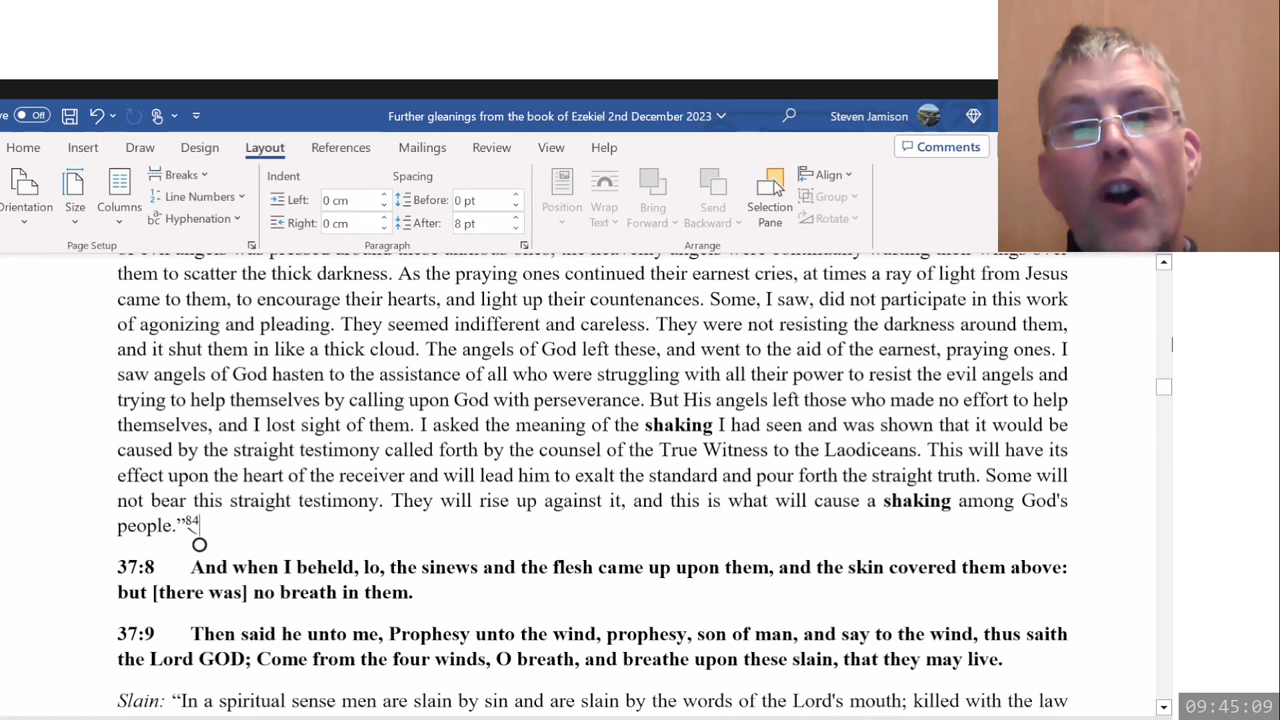 ve Off Further gleanings from the book of Ezekiel 2nd December 2023 Steven Jamison
Home Insert Draw Design Layout References Mailings Review View Help Comments
Orientation Size Columns
Breaks
Line Numbers
Hyphenation
Page Setup
Indent Spacing
Left: 0 cm Before: 0 pt
Right: 0 cm After: 8 pt
Paragraph
Position Wrap Text Bring Forward Send Backward Selection Pane
Align
Group
Rotate
Arrange
them to scatter the thick darkness. As the praying ones continued their earnest cries, at times a ray of light from Jesus
came to them, to encourage their hearts, and light up their countenances. Some, I saw, did not participate in this work
of agonizing and pleading. They seemed indifferent and careless. They were not resisting the darkness around them,
and it shut them in like a thick cloud. The angels of God left these, and went to the aid of the earnest, praying ones. I
saw angels of God hasten to the assistance of all who were struggling with all their power to resist the evil angels and
trying to help themselves by calling upon God with perseverance. But His angels left those who made no effort to help
themselves, and I lost sight of them. I asked the meaning of the shaking I had seen and was shown that it would be
caused by the straight testimony called forth by the counsel of the True Witness to the Laodiceans. This will have its
effect upon the heart of the receiver and will lead him to exalt the standard and pour forth the straight truth. Some will
not bear this straight testimony. They will rise up against it, and this is what will cause a shaking among God's
people.”84
37:8 And when I beheld, lo, the sinews and the flesh came up upon them, and the skin covered them above:
but [there was] no breath in them.
37:9 Then said he unto me, Prophesy unto the wind, prophesy, son of man, and say to the wind, thus saith
the Lord GOD; Come from the four winds, O breath, and breathe upon these slain, that they may live.
Slain: “In a spiritual sense men are slain by sin and are slain by the words of the Lord's mouth; killed with the law
09:45:09